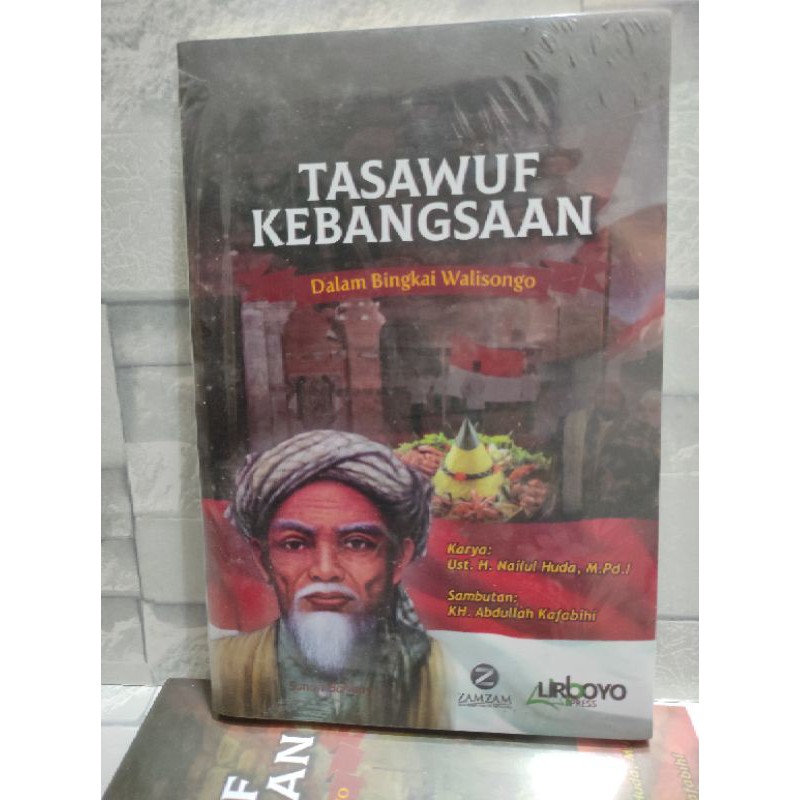 TASAWUF
KEBANGSAAN
Dalam Bingkai Walisongo
Karya:
Ust. H. Nailul Huda, M.Pd.I
Sambutan:
KH. Abdullah Kafabihi
Z
ZAMZAM
LIRBOYO
PRESS